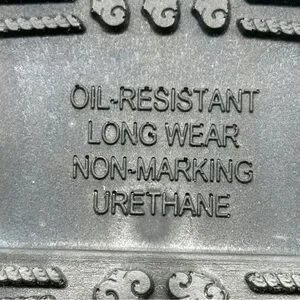 OIL-RESISTANT
LONG WEAR
NON-MARKING
URETHANE